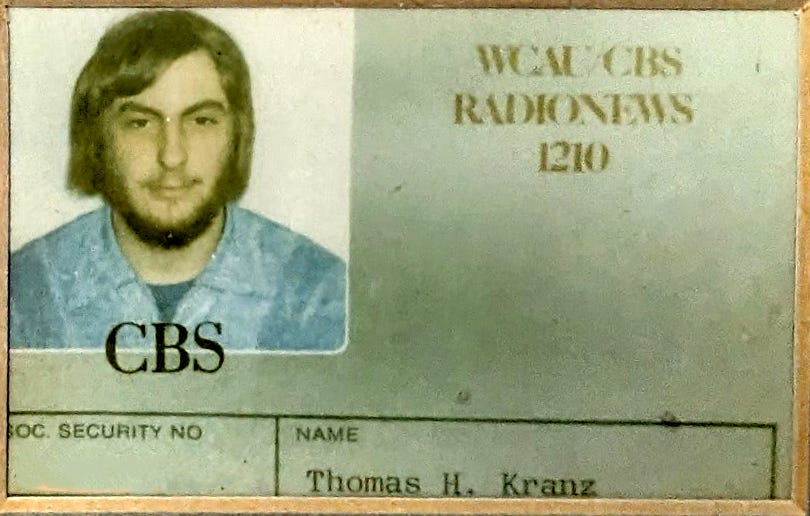 WCAU/CBS
RADIONEWS
1210
CBS
SOC. SECURITY NO
NAME
Thomas H. Kranz